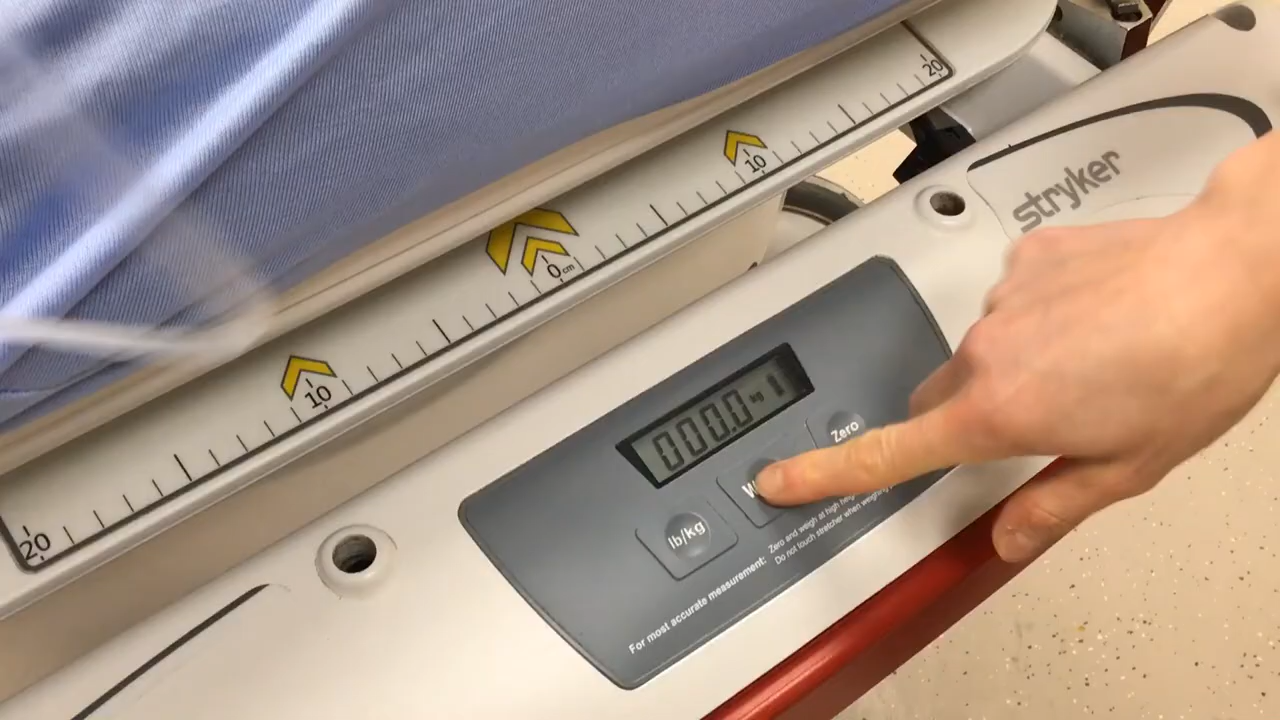 20
10
0cm
10
20
stryker
000.0 kg 1
Zero
lb/kg
For most accurate measurement: Zero and weigh at high
Do not touch stretcher when weighing